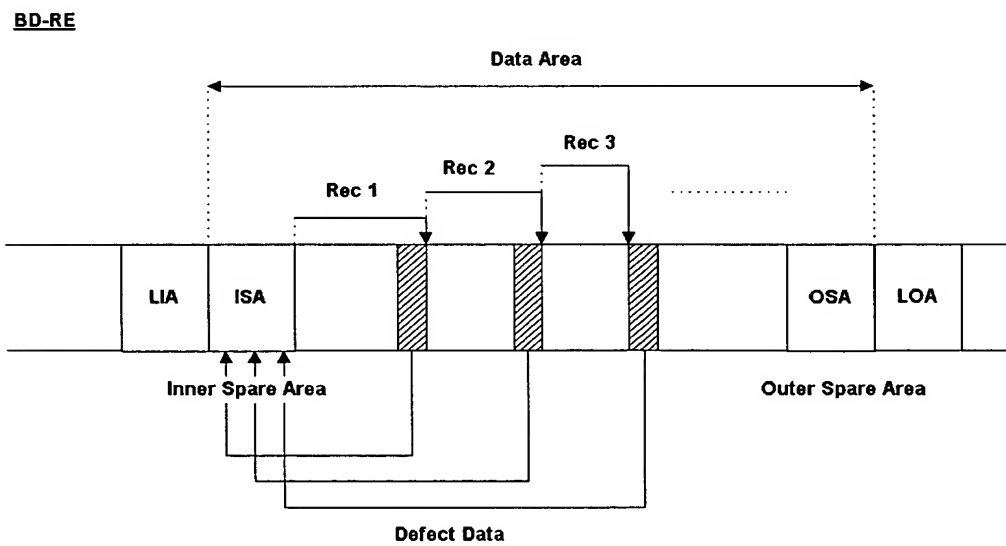 BD-RE
Data Area
Rec 3
Rec 2
Rec 1
LIA
ISA
OSA
LOA
Inner Spare Area
Outer Spare Area
Defect Data